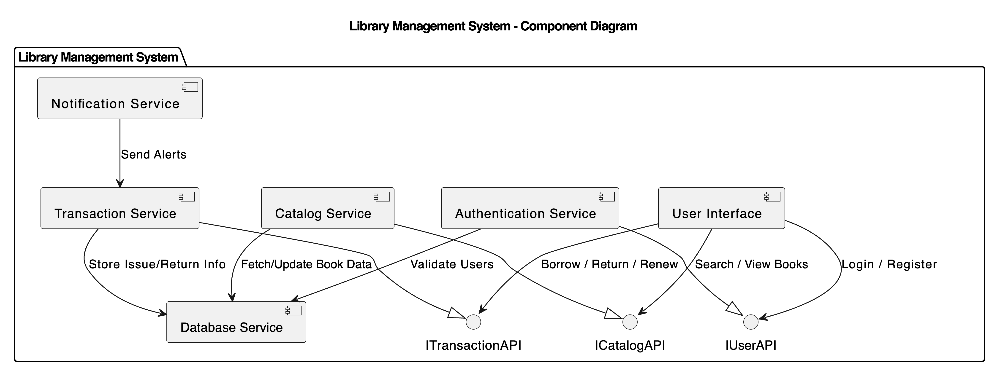 Library Management System - Component Diagram
Library Management System
Notification Service
Send Alerts
Transaction Service
Catalog Service
Authentication Service
User Interface
Store Issue/Return Info
Fetch/Update Book Data
Validate Users
Borrow / Return / Renew
Search / View Books
Login / Register
Database Service
ITransactionAPI
ICatalogAPI
IUserAPI